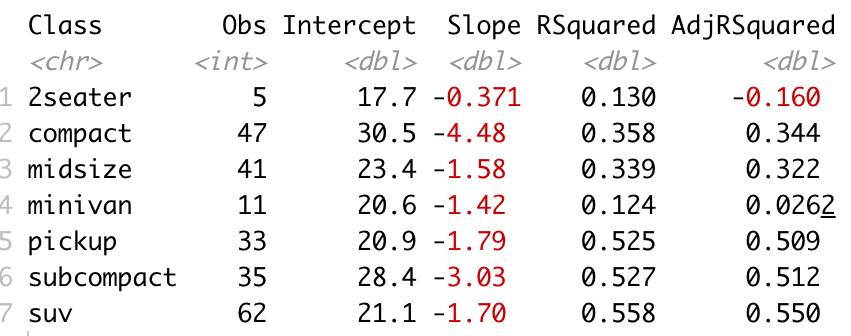 Class Obs Intercept Slope RSquared AdjRSquared
<chr> <int> <dbl> <dbl> <dbl> <dbl>
1 2seater 5 17.7 -0.371 0.130 -0.160
2 compact 47 30.5 -4.48 0.358 0.344
3 midsize 41 23.4 -1.58 0.339 0.322
4 minivan 11 20.6 -1.42 0.124 0.0262
5 pickup 33 20.9 -1.79 0.525 0.509
6 subcompact 35 28.4 -3.03 0.527 0.512
7 suv 62 21.1 -1.70 0.558 0.550